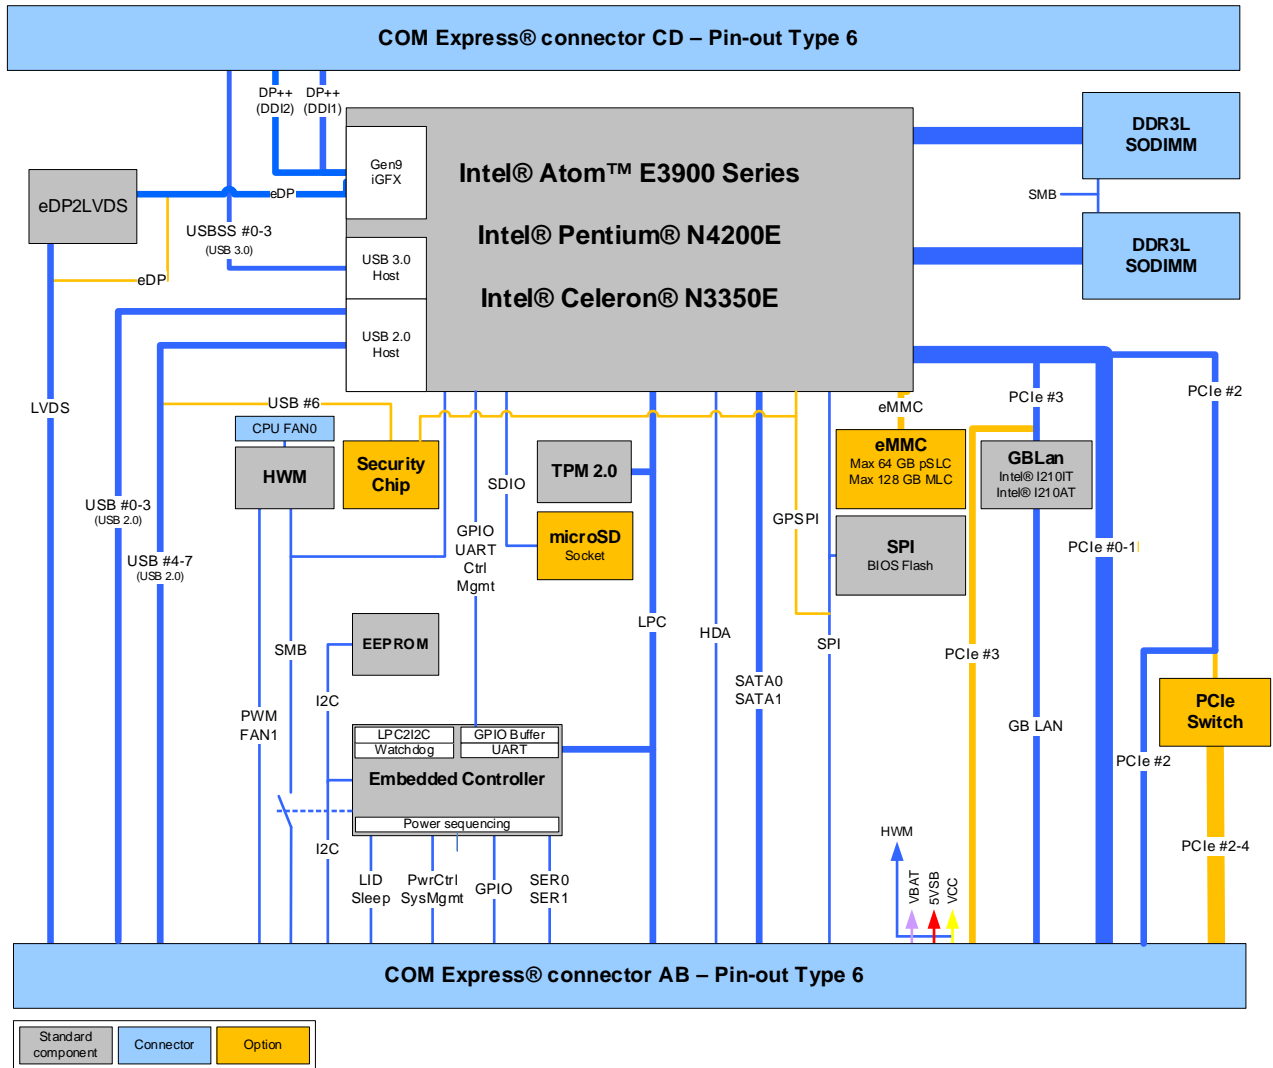 COM Express® connector CD – Pin-out Type 6
DP++
(DDI2)
DP++
(DDI1)
DDR3L
SODIMM
Gen9
iGFX
Intel® Atom™ E3900 Series
eDP2LVDS
eDP
SMB
USBSS #0-3
(USB 3.0)
Intel® Pentium® N4200E
DDR3L
SODIMM
USB 3.0
Host
eDP
Intel® Celeron® N3350E
USB 2.0
Host
LVDS
USB #6
eMMC
PCIe #3
PCIe #2
CPU FAN0
HWM
Security
Chip
TPM 2.0
eMMC
Max 64 GB pSLC
Max 128 GB MLC
GBLan
Intel® I210IT
Intel® I210AT
SDIO
USB #0-3
(USB 2.0)
GPIO
UART
Ctrl
Mgmt
microSD
Socket
GPSPI
SPI
BIOS Flash
PCIe #0-1
USB #4-7
(USB 2.0)
SMB
EEPROM
LPC
HDA
SPI
PCIe #3
I2C
SATA0
SATA1
PWM
FAN1
PCIe
Switch
GB LAN
LPC2I2C
GPIO Buffer
Watchdog
UART
Embedded Controller
PCIe #2
Power sequencing
I2C
HWM
PCIe #2-4
LID
Sleep
PwrCtrl
SysMgmt
GPIO
SER0
SER1
VBAT
5VSB
VCC
COM Express® connector AB – Pin-out Type 6
Standard
component
Connector
Option